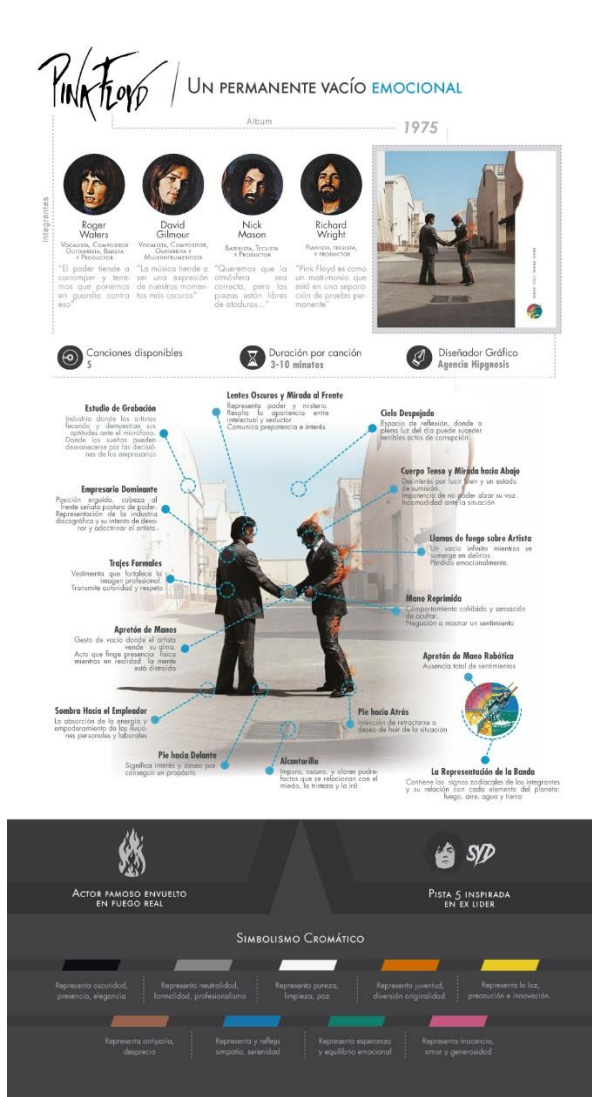 PINK FLOYD
UN PERMANENTE VACÍO EMOCIONAL
Album
1975
Integrantes
Roger
Waters
VOCALISTA, COMPOSITOR
GUITARRISTA, BAJISTA
Y PRODUCTOR
"El poder tiende a
corromper y tene-
mos que ponernos
en guardia contra
eso"
David
Gilmour
VOCALISTA, COMPOSITOR,
GUITARISTA Y
MULTIINSTRUMENTISTA
"La música tiende a
ser una expresión
de nuestros momen-
tos más oscuros"
Nick
Mason
BATERISTA, TECLISTA
Y PRODUCTOR
"Queremos que la
atmósfera sea
correcta, pero las
piezas están libres
de ataduras..."
Richard
Wright
PIANISTA, TECLISTA,
Y PRODUCTOR
"Pink Floyd es como
un matrimonio que
está en una separa-
ción de prueba per-
manente"
Canciones disponibles
5
Duración por canción
3-10 minutos
Diseñador Gráfico
Agencia Hipgnosis
Lentes Oscuros y Mirada al Frente
Representa poder y misterio.
Resalta la apariencia entre
intelectual y seductor.
Comunica prepotencia e interés
Estudio de Grabación
Industria donde los artistas
fecunda y demuestran sus
aptitudes ante el micrófono.
Donde los sueños pueden
desvanecerse por las decisio-
nes de los empresarios
Cielo Despejado
Espacio de reflexión, donde a
plena luz del día puede suceder
terribles actos de corrupción
Cuerpo Tenso y Mirada hacia Abajo
Desinterés por lucir bien y en estado
de sumisión.
Impotencia de no poder alzar su voz.
Incomodidad ante la situación
Empresario Dominante
Posición erguida, cabeza al
frente señala postura de poder.
Representación de la industria
discográfica y su intento de devo-
rar y adoctrinar al artista.
Llamas de fuego sobre Artista
Un vacío infinito mientras se
sumerge en delirios.
Pérdido emocionalmente.
Trajes Formales
Vestimenta que fortalece la
imagen profesional.
Transmite autoridad y respeto
Mano Reprimida
Comportamiento cohibido y sensación
de ocultar.
Negación a mostrar un sentimiento
Apretón de Manos
Gesto de vacío donde el artista
vende su alma.
Acto que finge presencia física
mientras en realidad la mente
está distraída
Apretón de Mano Robótica
Ausencia total de sentimientos
Sombra Hacia el Empleador
La absorción de la energía y
empoderamiento de las ilusio-
nes personales y laborales
Pie hacia Atrás
Intención de retractarse o
deseo de huir de la situación
Pie hacia Delante
Significa interés y deseo por
conseguir un propósito
Alcantarilla
Impuro, oscuro, y olores pudre-
factos que se relacionan con el
miedo, la tristeza y la irá
La Representación de la Banda
Contiene los signos zodiacales de los integrantes
y su relación con cada elemento del planeta:
fuego, aire, agua y tierra
ACTOR FAMOSO ENVUELTO
EN FUEGO REAL
SYD
PISTA 5 INSPIRADA
EN EX LIDER
SIMBOLISMO CROMÁTICO
Representa oscuridad,
presencia, elegancia
Representa neutralidad,
formalidad, profesionalismo
Representa pureza,
limpieza, paz
Representa juventud,
diversión originalidad
Representa la luz,
precaución e innovación.
Representa antipatía,
desprecio
Representa y refleja
simpatía, serenidad
Representa esperanza
y equilibrio emocional
Representa inocencia,
amor y generosidad